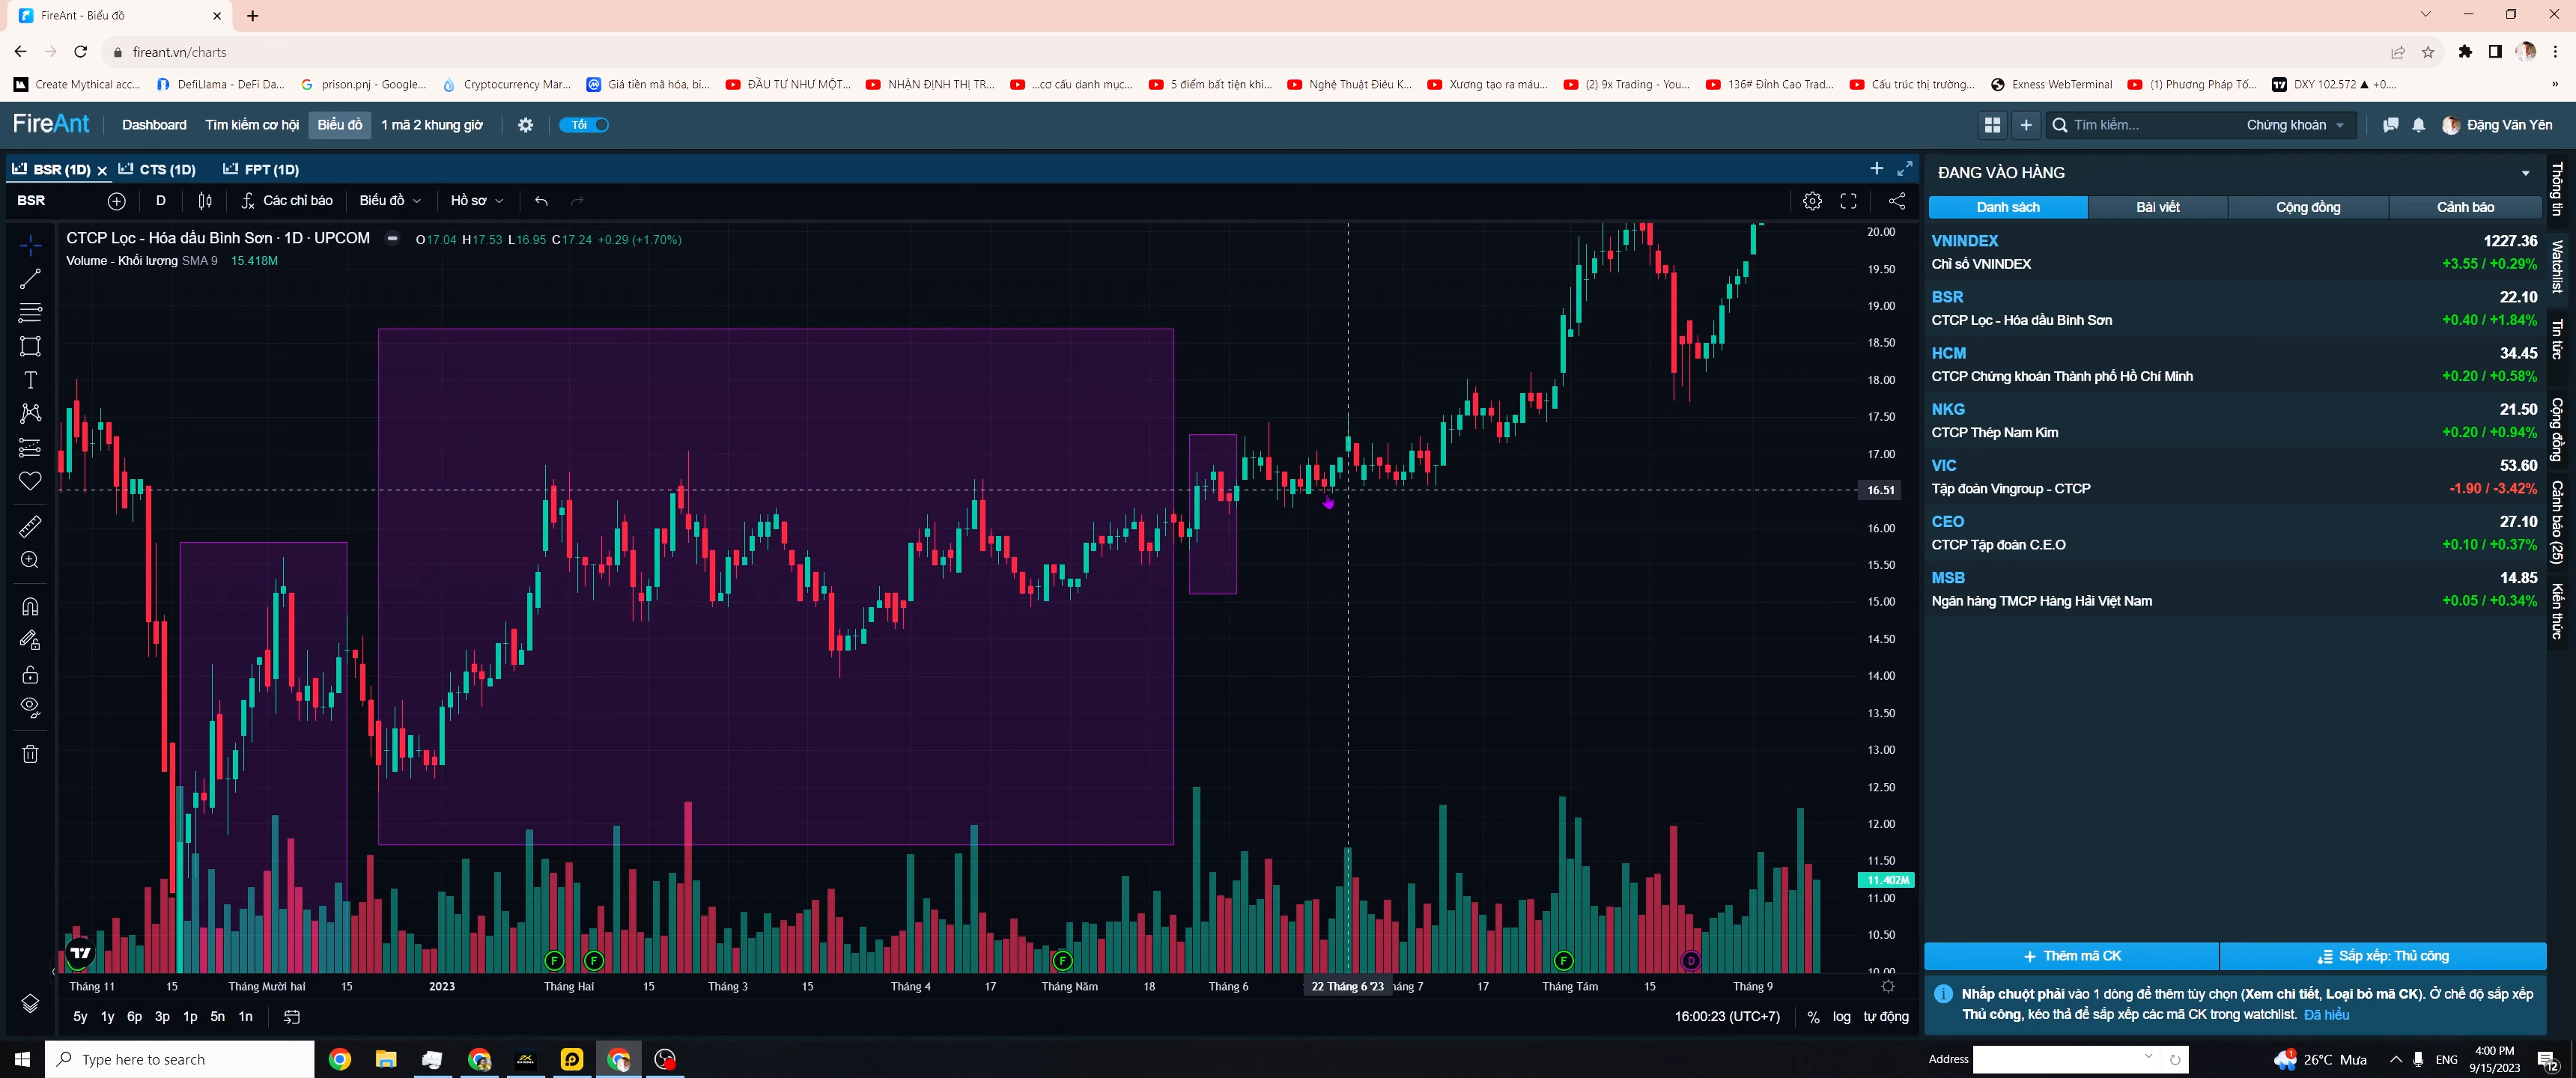 FireAnt - Biểu đồ
fireant.vn/charts
Create Mythical acc...
DefiLlama - DeFi Da...
prison.pnj - Google...
Cryptocurrency Mar...
Giá tiền mã hóa, bi...
ĐẦU TƯ NHƯ MỘT...
NHẬN ĐỊNH THỊ TR...
...cơ cấu danh mục...
5 điểm bất tiện khi...
Nghệ Thuật Điêu K...
Xương tạo ra máu...
(2) 9x Trading - You...
136# Đỉnh Cao Trad...
Cấu trúc thị trường...
Exness WebTerminal
(1) Phương Pháp Tố...
DXY 102.572 ▲ +0....
»
FireAnt
Dashboard
Tìm kiếm cơ hội
Biểu đồ
1 mã 2 khung giờ
Tối
Tìm kiếm...
Chứng khoán
Đặng Văn Yên
BSR (1D)
CTS (1D)
FPT (1D)
BSR
D
Các chỉ báo
Biểu đồ
Hồ sơ
CTCP Lọc - Hóa dầu Bình Sơn · 1D · UPCOM
O17.04 H17.53 L16.95 C17.24 +0.29 (+1.70%)
Volume - Khối lượng SMA 9 15.418M
20.00
19.50
19.00
18.50
18.00
17.50
17.00
16.51
16.00
15.50
15.00
14.50
14.00
13.50
13.00
12.50
12.00
11.50
11.402M
11.00
10.50
10.00
F
F
F
F
D
Tháng 11
15
Tháng Mười hai
15
2023
Tháng Hai
15
Tháng 3
15
Tháng 4
17
Tháng Năm
18
Tháng 6
22 Tháng 6 '23
17
Tháng Tám
15
Tháng 9
5y 1y 6p 3p 1p 5n 1n
16:00:23 (UTC+7)
% log tự động
ĐANG VÀO HÀNG
Danh sách
Bài viết
Cộng đồng
Cảnh báo
VNINDEX 1227.36
Chỉ số VNINDEX +3.55 / +0.29%
BSR 22.10
CTCP Lọc - Hóa dầu Bình Sơn +0.40 / +1.84%
HCM 34.45
CTCP Chứng khoán Thành phố Hồ Chí Minh +0.20 / +0.58%
NKG 21.50
CTCP Thép Nam Kim +0.20 / +0.94%
VIC 53.60
Tập đoàn Vingroup - CTCP -1.90 / -3.42%
CEO 27.10
CTCP Tập đoàn C.E.O +0.10 / +0.37%
MSB 14.85
Ngân hàng TMCP Hàng Hải Việt Nam +0.05 / +0.34%
+ Thêm mã CK
Sắp xếp: Thủ công
Nhấp chuột phải vào 1 dòng để thêm tùy chọn (Xem chi tiết, Loại bỏ mã CK). Ở chế độ sắp xếp
Thủ công, kéo thả để sắp xếp các mã CK trong watchlist. Đã hiểu
Thông tin
Watchlist
Tin tức
Cộng đồng
Cảnh báo (25)
Kiến thức
Type here to search
Address
1
26°C Mưa
ENG
4:00 PM
9/15/2023
12